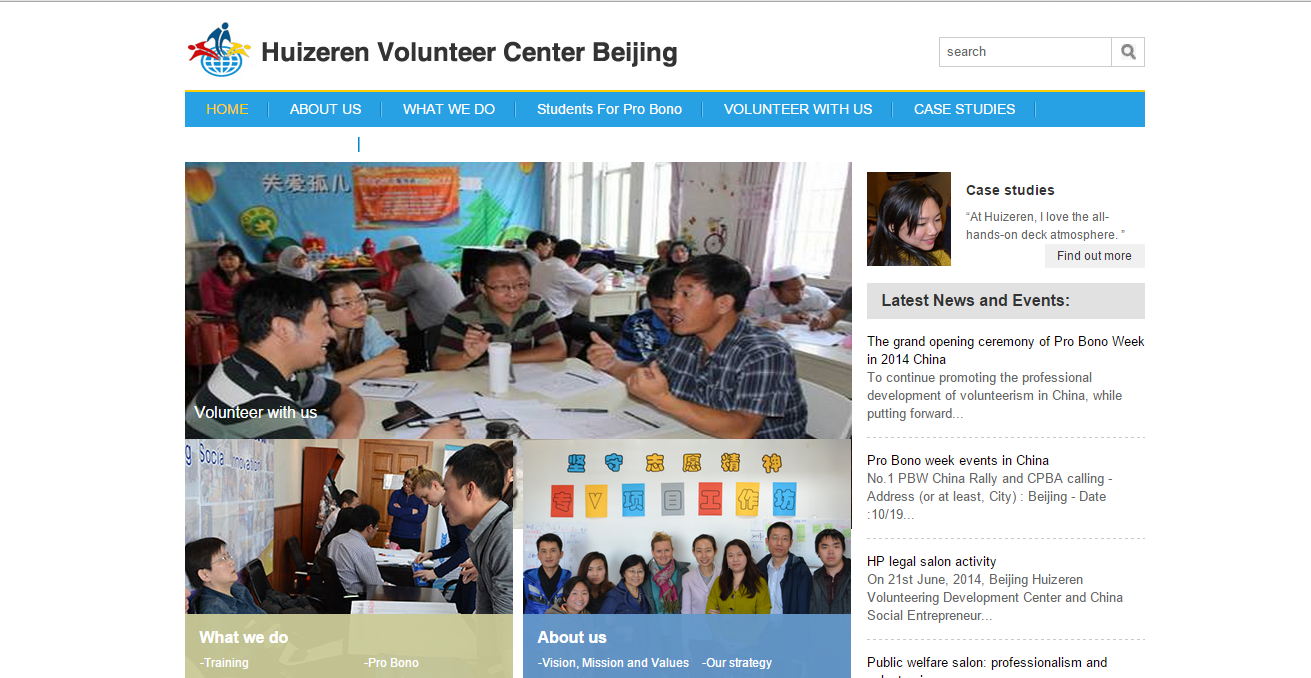 Huizeren Volunteer Center Beijing
search
HOME
ABOUT US
WHAT WE DO
Students For Pro Bono
VOLUNTEER WITH US
CASE STUDIES
关爱孤儿
Volunteer with us
Case studies
“At Huizeren, I love the all-
hands-on deck atmosphere. ”
Find out more
Latest News and Events:
The grand opening ceremony of Pro Bono Week
in 2014 China
To continue promoting the professional
development of volunteerism in China, while
putting forward...
Pro Bono week events in China
No.1 PBW China Rally and CPBA calling -
Address (or at least, City) : Beijing - Date
:10/19...
HP legal salon activity
On 21st June, 2014, Beijing Huizeren
Volunteering Development Center and China
Social Entrepreneur...
Public welfare salon: professionalism and
g Social Innovation
What we do
-Training
-Pro Bono
坚守志愿精神
专V项目工作坊
About us
-Vision, Mission and Values
-Our strategy